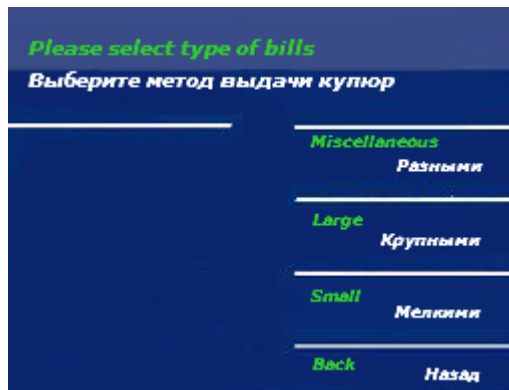 Please select type of bills
Выберите метод выдачи купюр
Miscellaneous
Разными
Large
Крупными
Small
Мелкими
Back
Назад